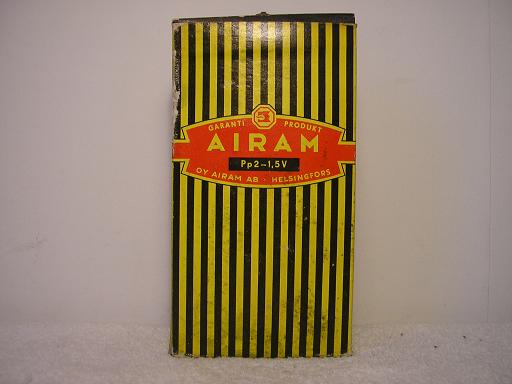 GARANTI PRODUKT
AIRAM
Pp2-1,5V
OY AIRAM AB · HELSINGFORS